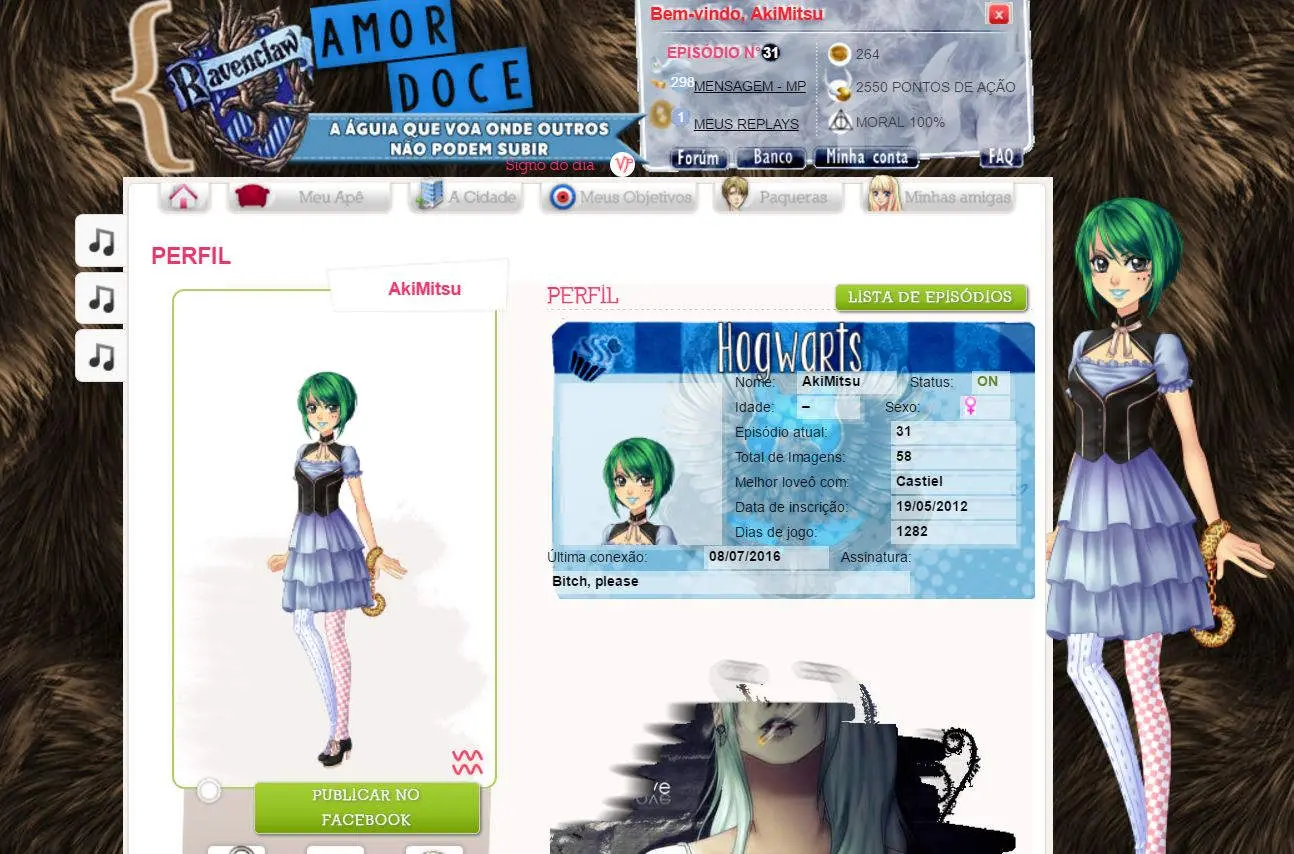 Ravenclaw
AMOR
DOCE
A ÁGUIA QUE VOA ONDE OUTROS
NÃO PODEM SUBIR
Signo do dia
VP
Bem-vindo, AkiMitsu
x
EPISÓDIO N°31
264
298 MENSAGEM - MP
2550 PONTOS DE AÇÃO
1 MEUS REPLAYS
MORAL 100%
Forúm
Banco
Minha conta
FAQ
Meu Apê
A Cidade
Meus Objetivos
Paqueras
Minhas amigas
PERFIL
AkiMitsu
PUBLICAR NO
FACEBOOK
PERFIL
LISTA DE EPISÓDIOS
Hogwarts
Nome: AkiMitsu Status: ON
Idade: – Sexo:
Episódio atual: 31
Total de Imagens: 58
Melhor loveô com: Castiel
Data de inscrição: 19/05/2012
Dias de jogo: 1282
Última conexão: 08/07/2016 Assinatura:
Bitch, please